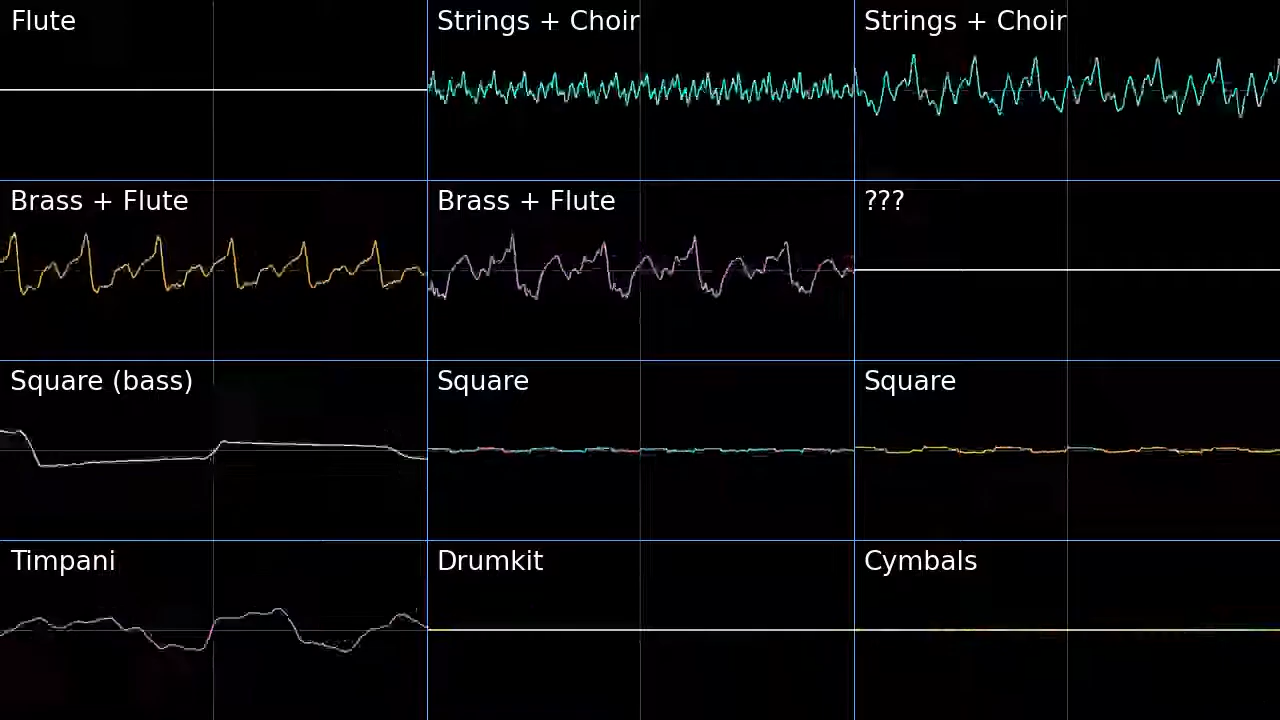 Flute
Strings + Choir
Strings + Choir
Brass + Flute
Brass + Flute
???
Square (bass)
Square
Square
Timpani
Drumkit
Cymbals